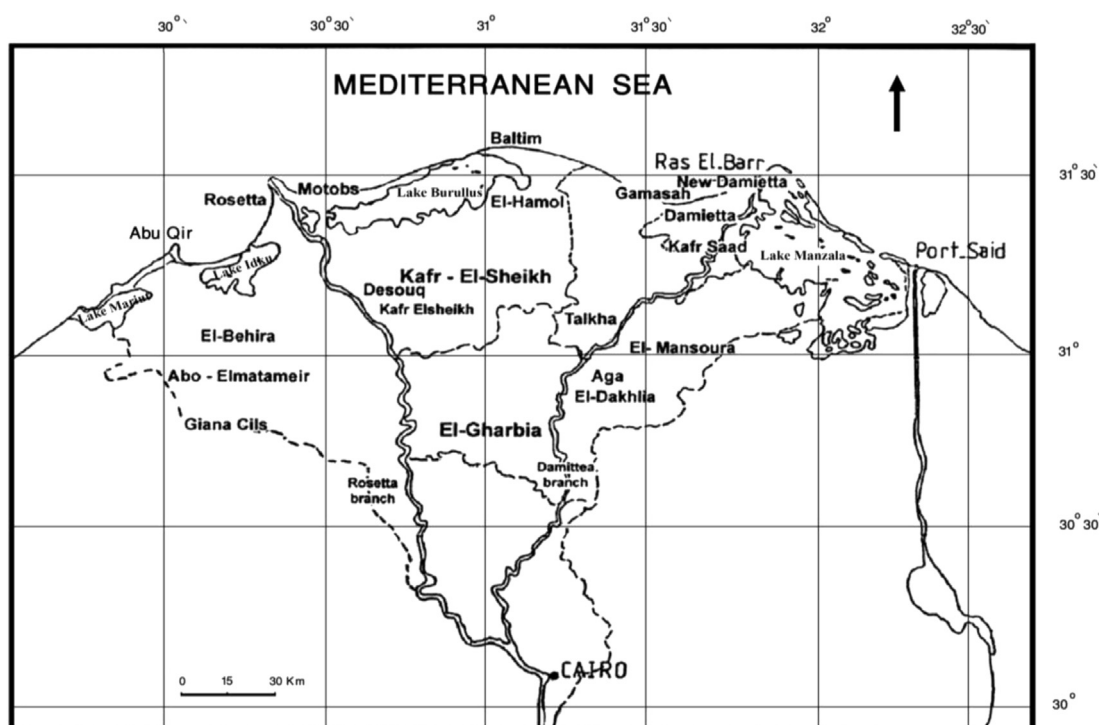 30°`
30°30`
31°
31°30`
32°
32°30`
MEDITERRANEAN SEA
Baltim
Ras El Barr
31°30`
Rosetta
Motobs
Lake Burullus
El-Hamol
Gamasah
New Damietta
Damietta
Abu Qir
Kafr Saad
Lake Manzala
Port Said
Lake Idku
Kafr - El-Sheikh
Desouq
Kafr Elsheikh
Lake Mariut
El-Behira
Talkha
El- Mansoura
31°
Abo - Elmatameir
Aga
El-Dakhlia
Giana Cils
El-Gharbia
Rosetta
branch
Damittea
branch
30°30`
CAIRO
0 15 30 Km
30°